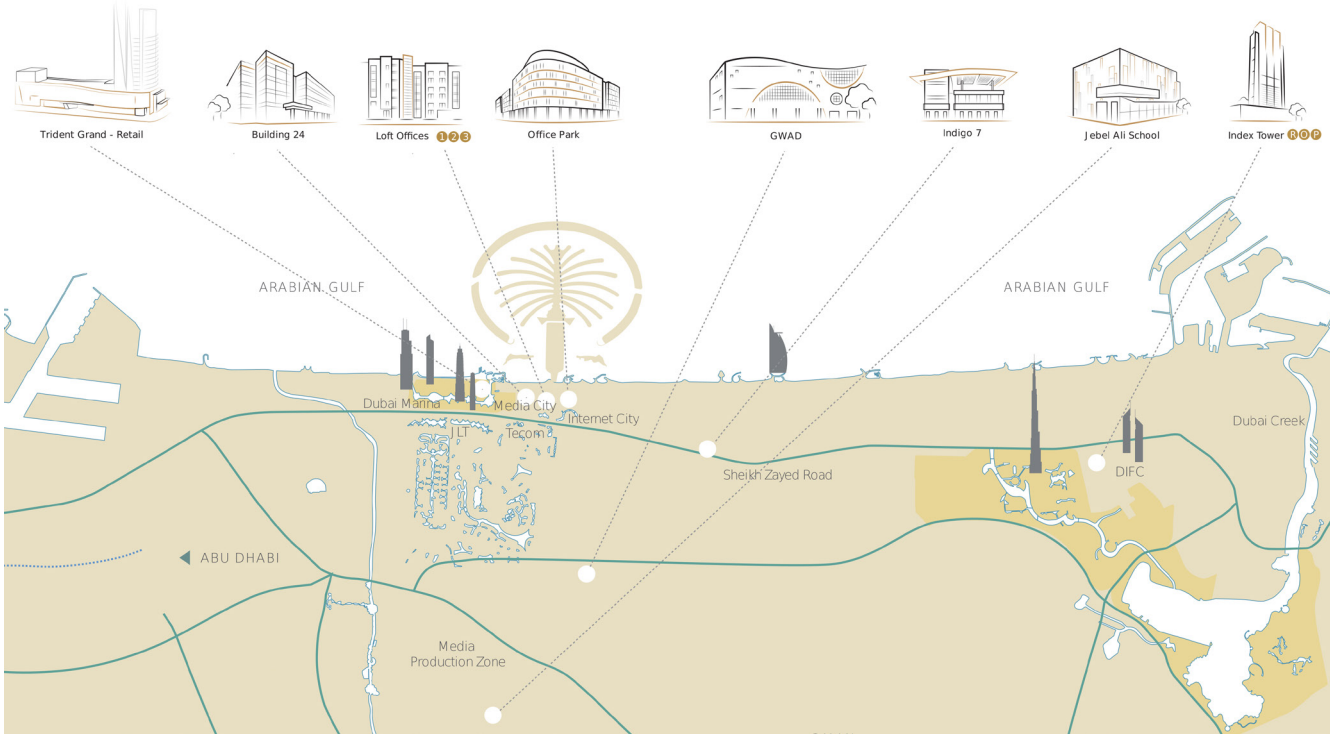 Trident Grand - Retail
Building 24
Loft Offices 1 2 3
Office Park
GWAD
Indigo 7
Jebel Ali School
Index Tower R O P
ARABIAN GULF
ARABIAN GULF
Dubai Marina
Media City
Internet City
JLT
Tecom
Dubai Creek
Sheikh Zayed Road
DIFC
ABU DHABI
Media
Production Zone